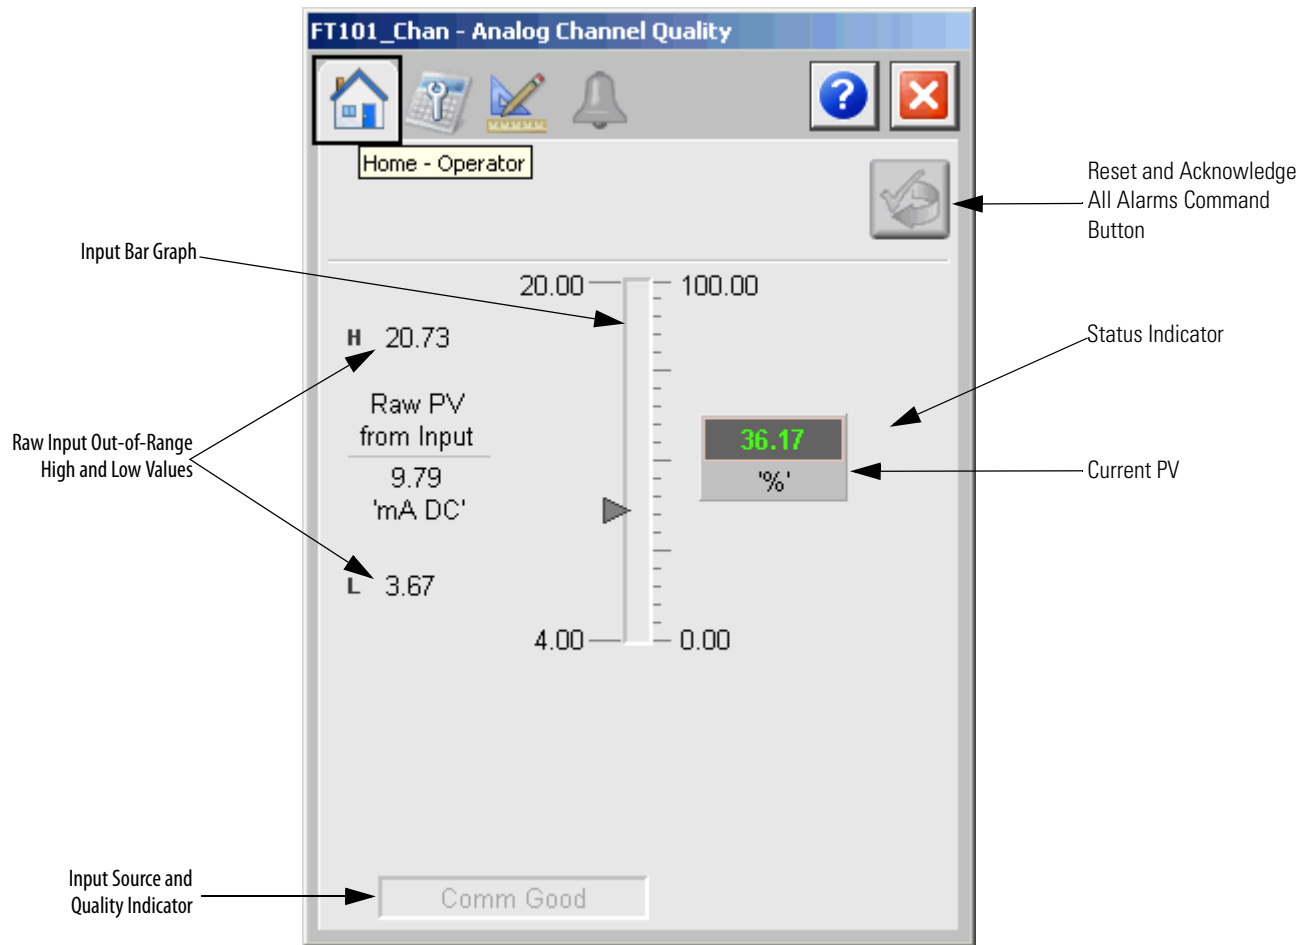 FT101_Chan - Analog Channel Quality
?
Home - Operator
Reset and Acknowledge
All Alarms Command
Button
Input Bar Graph
20.00
100.00
H 20.73
Status Indicator
Raw PV
from Input
9.79
'mA DC'
Raw Input Out-of-Range
High and Low Values
36.17
'%'
Current PV
L 3.67
4.00
0.00
Input Source and
Quality Indicator
Comm Good